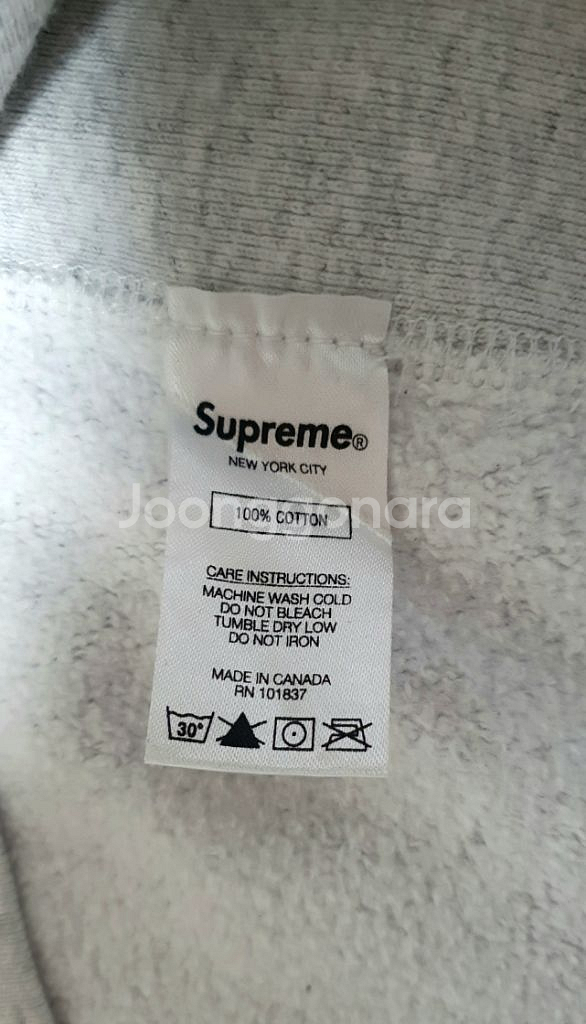 Supreme®
NEW YORK CITY
100% COTTON
Joonggonara
CARE INSTRUCTIONS:
MACHINE WASH COLD
DO NOT BLEACH
TUMBLE DRY LOW
DO NOT IRON
MADE IN CANADA
RN 101837
30°